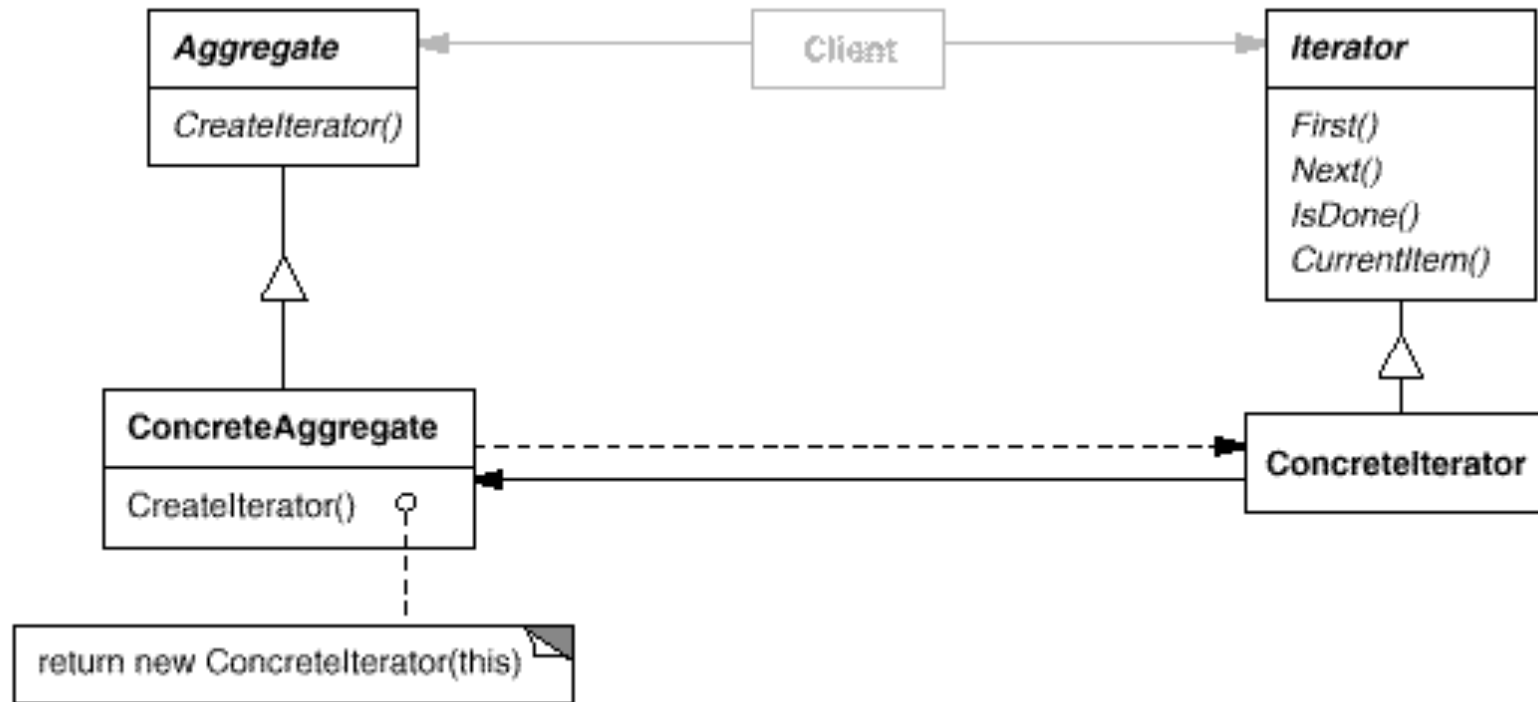 Aggregate
CreateIterator()
Client
Iterator
First()
Next()
IsDone()
CurrentItem()
ConcreteAggregate
CreateIterator()
ConcreteIterator
return new ConcreteIterator(this)